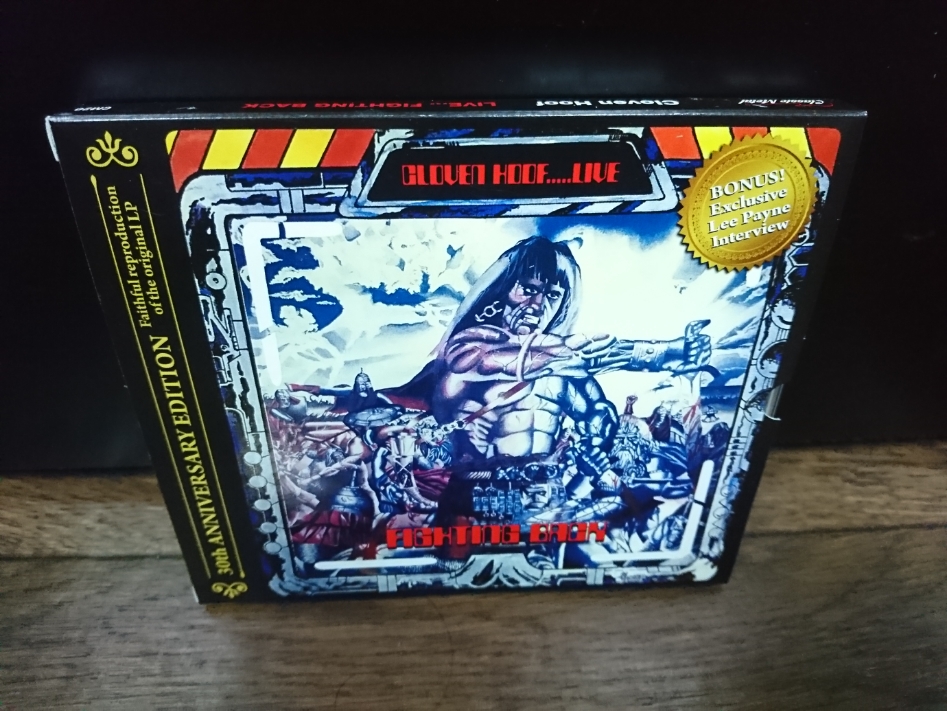 Classic Metal
Cloven Hoof
LIVE... FIGHTING BACK
CLOVEN HOOF.....LIVE
BONUS!
Exclusive
Lee Payne
Interview
FIGHTING BACK
30th ANNIVERSARY EDITION
Faithful reproduction
of the original LP